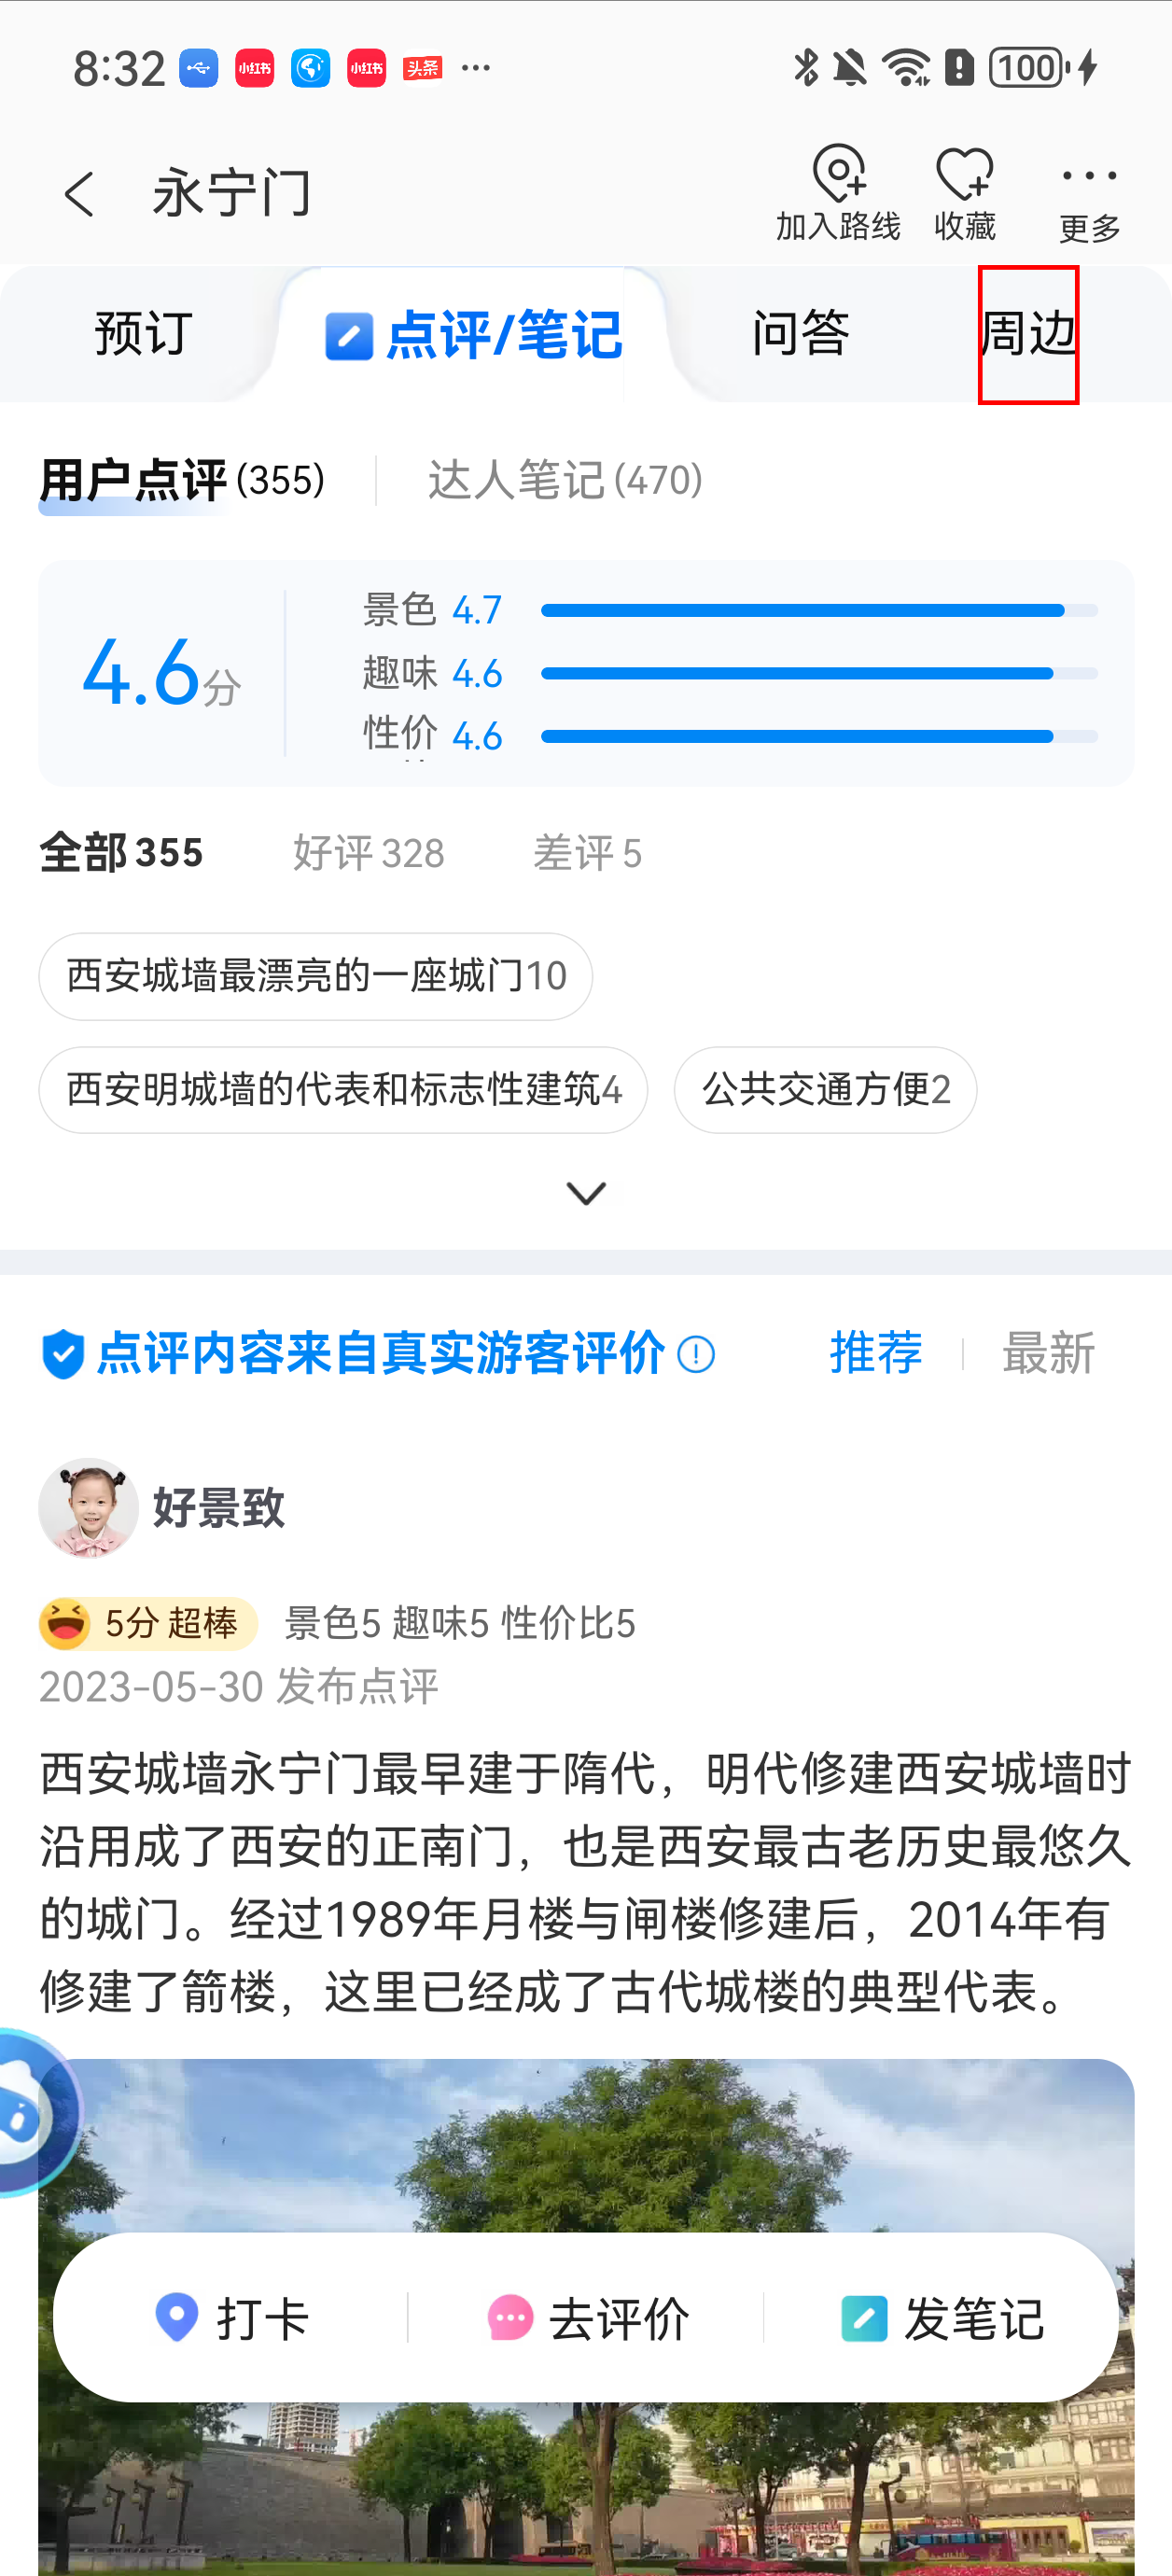 8:32 小红书 小红书 头条 ··· 100
永宁门
加入路线 收藏 更多
预订 点评/笔记 问答 周边
用户点评(355) 达人笔记(470)
4.6分
景色 4.7
趣味 4.6
性价 4.6
全部355 好评328 差评5
西安城墙最漂亮的一座城门10
西安明城墙的代表和标志性建筑4 公共交通方便2
点评内容来自真实游客评价 推荐 最新
好景致
5分 超棒 景色5 趣味5 性价比5
2023-05-30 发布点评
西安城墙永宁门最早建于隋代，明代修建西安城墙时
沿用成了西安的正南门，也是西安最古老历史最悠久
的城门。经过1989年月楼与闸楼修建后，2014年有
修建了箭楼，这里已经成了古代城楼的典型代表。
打卡 去评价 发笔记